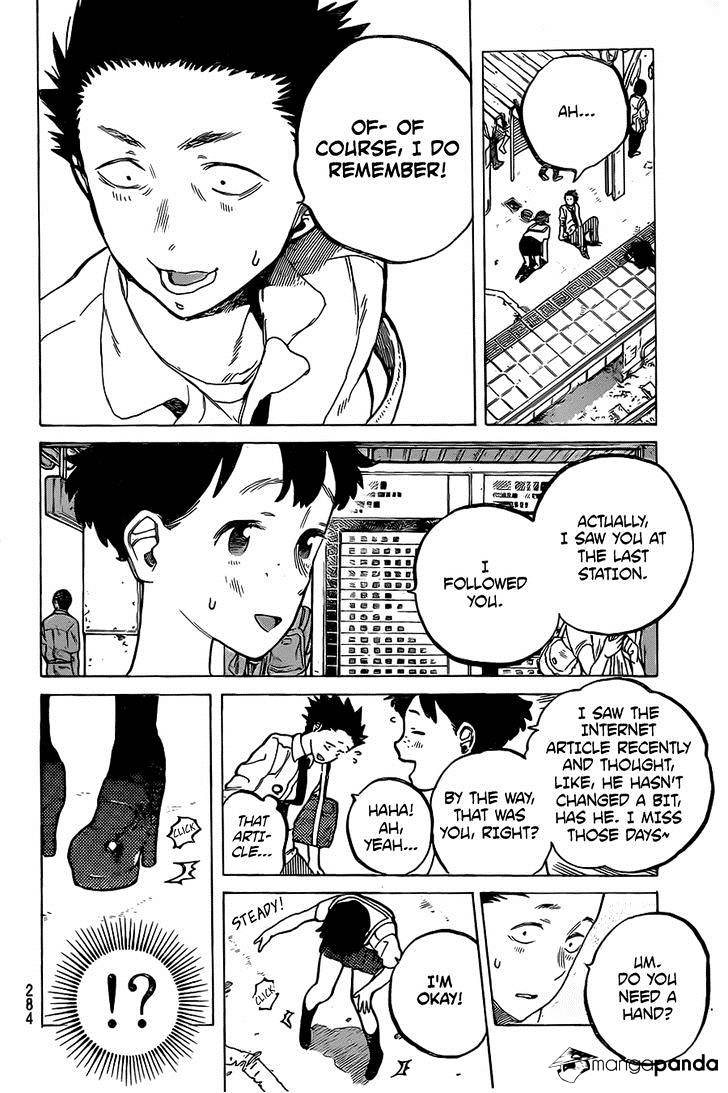 AH...
OF- OF
COURSE, I DO
REMEMBER!
ACTUALLY,
I SAW YOU AT
THE LAST
STATION.
I
FOLLOWED
YOU.
I SAW THE
INTERNET
ARTICLE RECENTLY
AND THOUGHT,
LIKE, HE HASN'T
CHANGED A BIT,
HAS HE. I MISS
THOSE DAYS~
BY THE WAY,
THAT WAS
YOU, RIGHT?
HAHA!
AH,
YEAH...
THAT
ARTI-
CLE...
UM.
DO YOU
NEED A
HAND?
I'M
OKAY!
STEADY!
CLICK
CLICK
!?
284
mangapanda